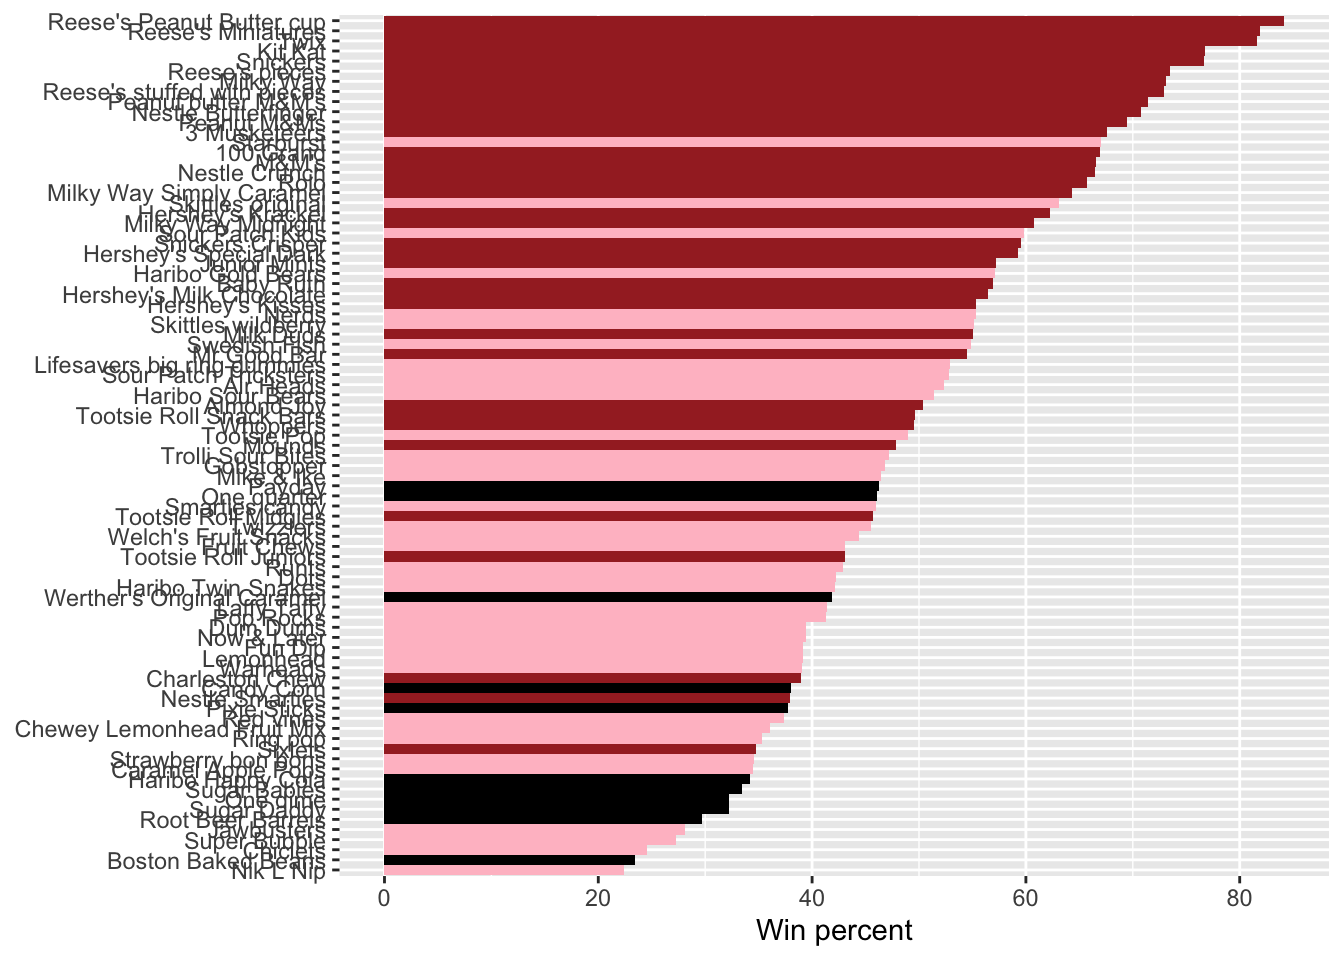 Reese's Peanut Butter cup
Reese's Miniatures
Twix
Kit Kat
Snickers
Reese's pieces
Milky Way
Reese's stuffed with pieces
Peanut butter M&M's
Nestle Butterfinger
Peanut M&Ms
3 Musketeers
Starburst
100 Grand
M&M's
Nestle Crunch
Rolo
Milky Way Simply Caramel
Skittles original
Hershey's Krackel
Milky Way Midnight
Sour Patch Kids
Snickers Crisper
Hershey's Special Dark
Junior Mints
Haribo Gold Bears
Baby Ruth
Hershey's Milk Chocolate
Hershey's Kisses
Nerds
Skittles wildberry
Milk Duds
Swedish Fish
Mr Good Bar
Lifesavers big ring gummies
Sour Patch Tricksters
Air Heads
Haribo Sour Bears
Almond Joy
Tootsie Roll Snack Bars
Whoppers
Tootsie Pop
Mounds
Trolli Sour Bites
Gobstopper
Mike & Ike
Payday
One quarter
Smarties candy
Tootsie Roll Midgies
Twizzlers
Welch's Fruit Snacks
Fruit Chews
Tootsie Roll Juniors
Runts
Dots
Haribo Twin Snakes
Werther's Original Caramel
Laffy Taffy
Pop Rocks
Dum Dums
Now & Later
Fun Dip
Lemonhead
Warheads
Charleston Chew
Candy Corn
Nestle Smarties
Pixie Sticks
Red vines
Chewey Lemonhead Fruit Mix
Ring pop
Sixlets
Strawberry bon bons
Caramel Apple Pops
Haribo Happy Cola
Sugar Babies
One dime
Sugar Daddy
Root Beer Barrels
Jawbusters
Super Bubble
Chiclets
Boston Baked Beans
Nik L Nip
0 20 40 60 80
Win percent